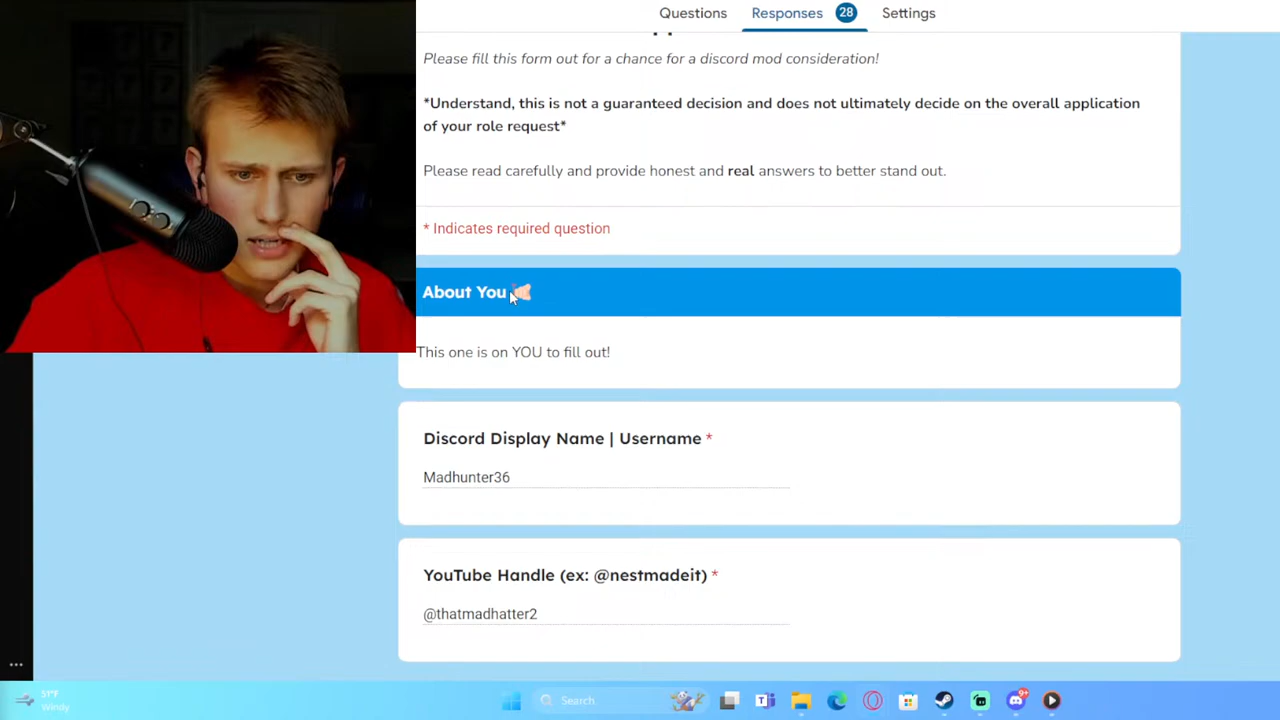 Questions Responses 28 Settings
Please fill this form out for a chance for a discord mod consideration!
*Understand, this is not a guaranteed decision and does not ultimately decide on the overall application
of your role request*
Please read carefully and provide honest and real answers to better stand out.
* Indicates required question
About You
This one is on YOU to fill out!
Discord Display Name | Username *
Madhunter36
YouTube Handle (ex: @nestmadeit) *
@thatmadhatter2
51°F
Windy
Search